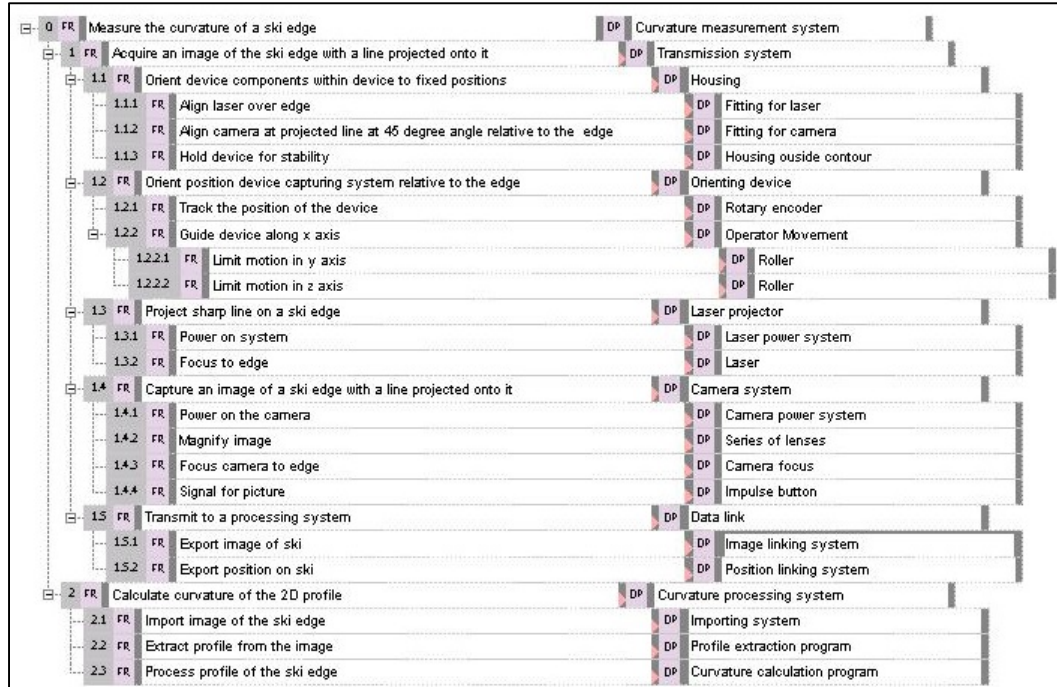 0 FR Measure the curvature of a ski edge DP Curvature measurement system
1 FR Acquire an image of the ski edge with a line projected onto it DP Transmission system
1.1 FR Orient device components within device to fixed positions DP Housing
1.1.1 FR Align laser over edge DP Fitting for laser
1.1.2 FR Align camera at projected line at 45 degree angle relative to the edge DP Fitting for camera
1.1.3 FR Hold device for stability DP Housing ouside contour
1.2 FR Orient position device capturing system relative to the edge DP Orienting device
1.2.1 FR Track the position of the device DP Rotary encoder
1.2.2 FR Guide device along x axis DP Operator Movement
1.2.2.1 FR Limit motion in y axis DP Roller
1.2.2.2 FR Limit motion in z axis DP Roller
1.3 FR Project sharp line on a ski edge DP Laser projector
1.3.1 FR Power on system DP Laser power system
1.3.2 FR Focus to edge DP Laser
1.4 FR Capture an image of a ski edge with a line projected onto it DP Camera system
1.4.1 FR Power on the camera DP Camera power system
1.4.2 FR Magnify image DP Series of lenses
1.4.3 FR Focus camera to edge DP Camera focus
1.4.4 FR Signal for picture DP Impulse button
1.5 FR Transmit to a processing system DP Data link
1.5.1 FR Export image of ski DP Image linking system
1.5.2 FR Export position on ski DP Position linking system
2 FR Calculate curvature of the 2D profile DP Curvature processing system
2.1 FR Import image of the ski edge DP Importing system
2.2 FR Extract profile from the image DP Profile extraction program
2.3 FR Process profile of the ski edge DP Curvature calculation program